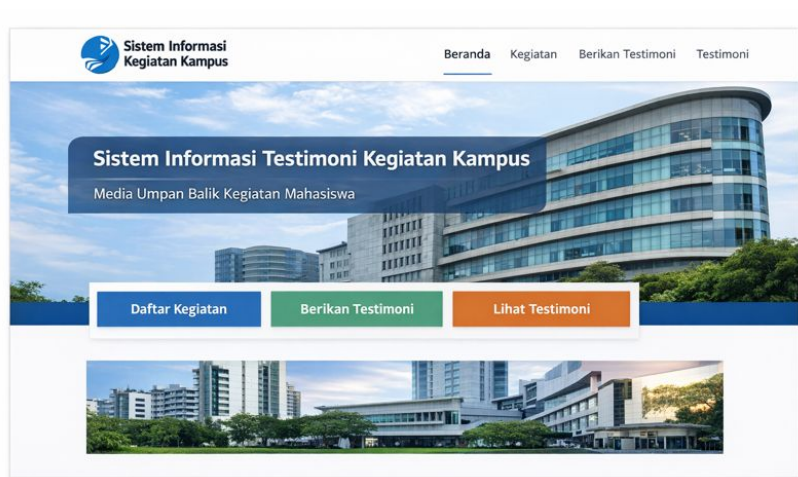 Sistem Informasi
Kegiatan Kampus
Beranda Kegiatan Berikan Testimoni Testimoni
Sistem Informasi Testimoni Kegiatan Kampus
Media Umpan Balik Kegiatan Mahasiswa
Daftar Kegiatan Berikan Testimoni Lihat Testimoni